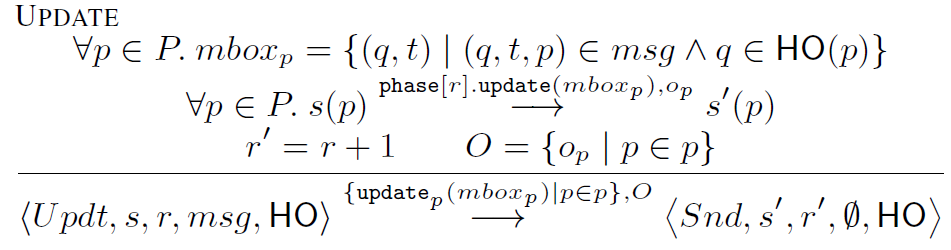 UPDATE
∀p ∈ P. mbox_p = {(q, t) | (q, t, p) ∈ msg ∧ q ∈ HO(p)}
∀p ∈ P. s(p) phase[r].update(mbox_p),o_p ⟶ s′(p)
r′ = r + 1 O = {o_p | p ∈ p}
⟨Updt, s, r, msg, HO⟩ {update_p(mbox_p)|p∈p},O ⟶ ⟨Snd, s′, r′, ∅, HO⟩